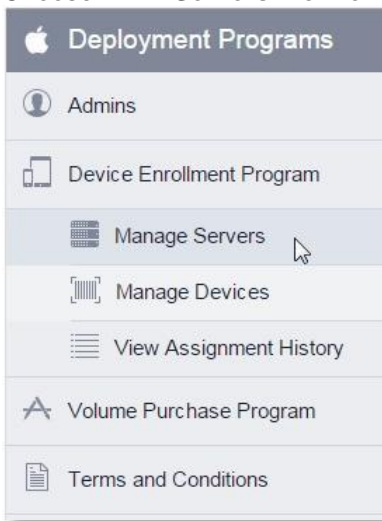 Deployment Programs
Admins
Device Enrollment Program
Manage Servers
Manage Devices
View Assignment History
Volume Purchase Program
Terms and Conditions